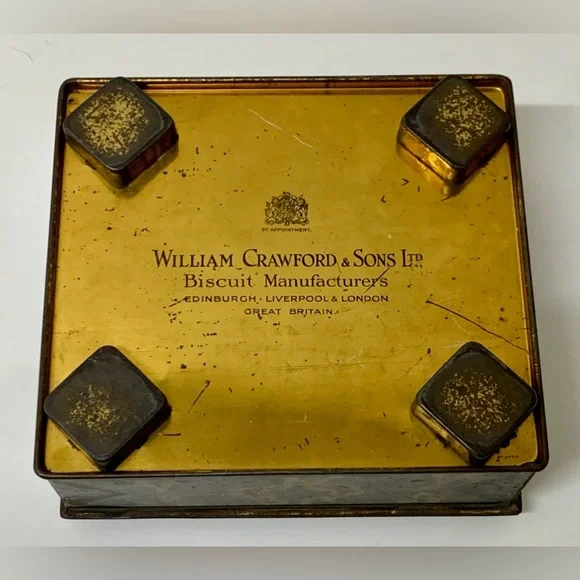 BY APPOINTMENT.
WILLIAM CRAWFORD & SONS LTD
Biscuit Manufacturers
EDINBURGH · LIVERPOOL & LONDON
GREAT BRITAIN.